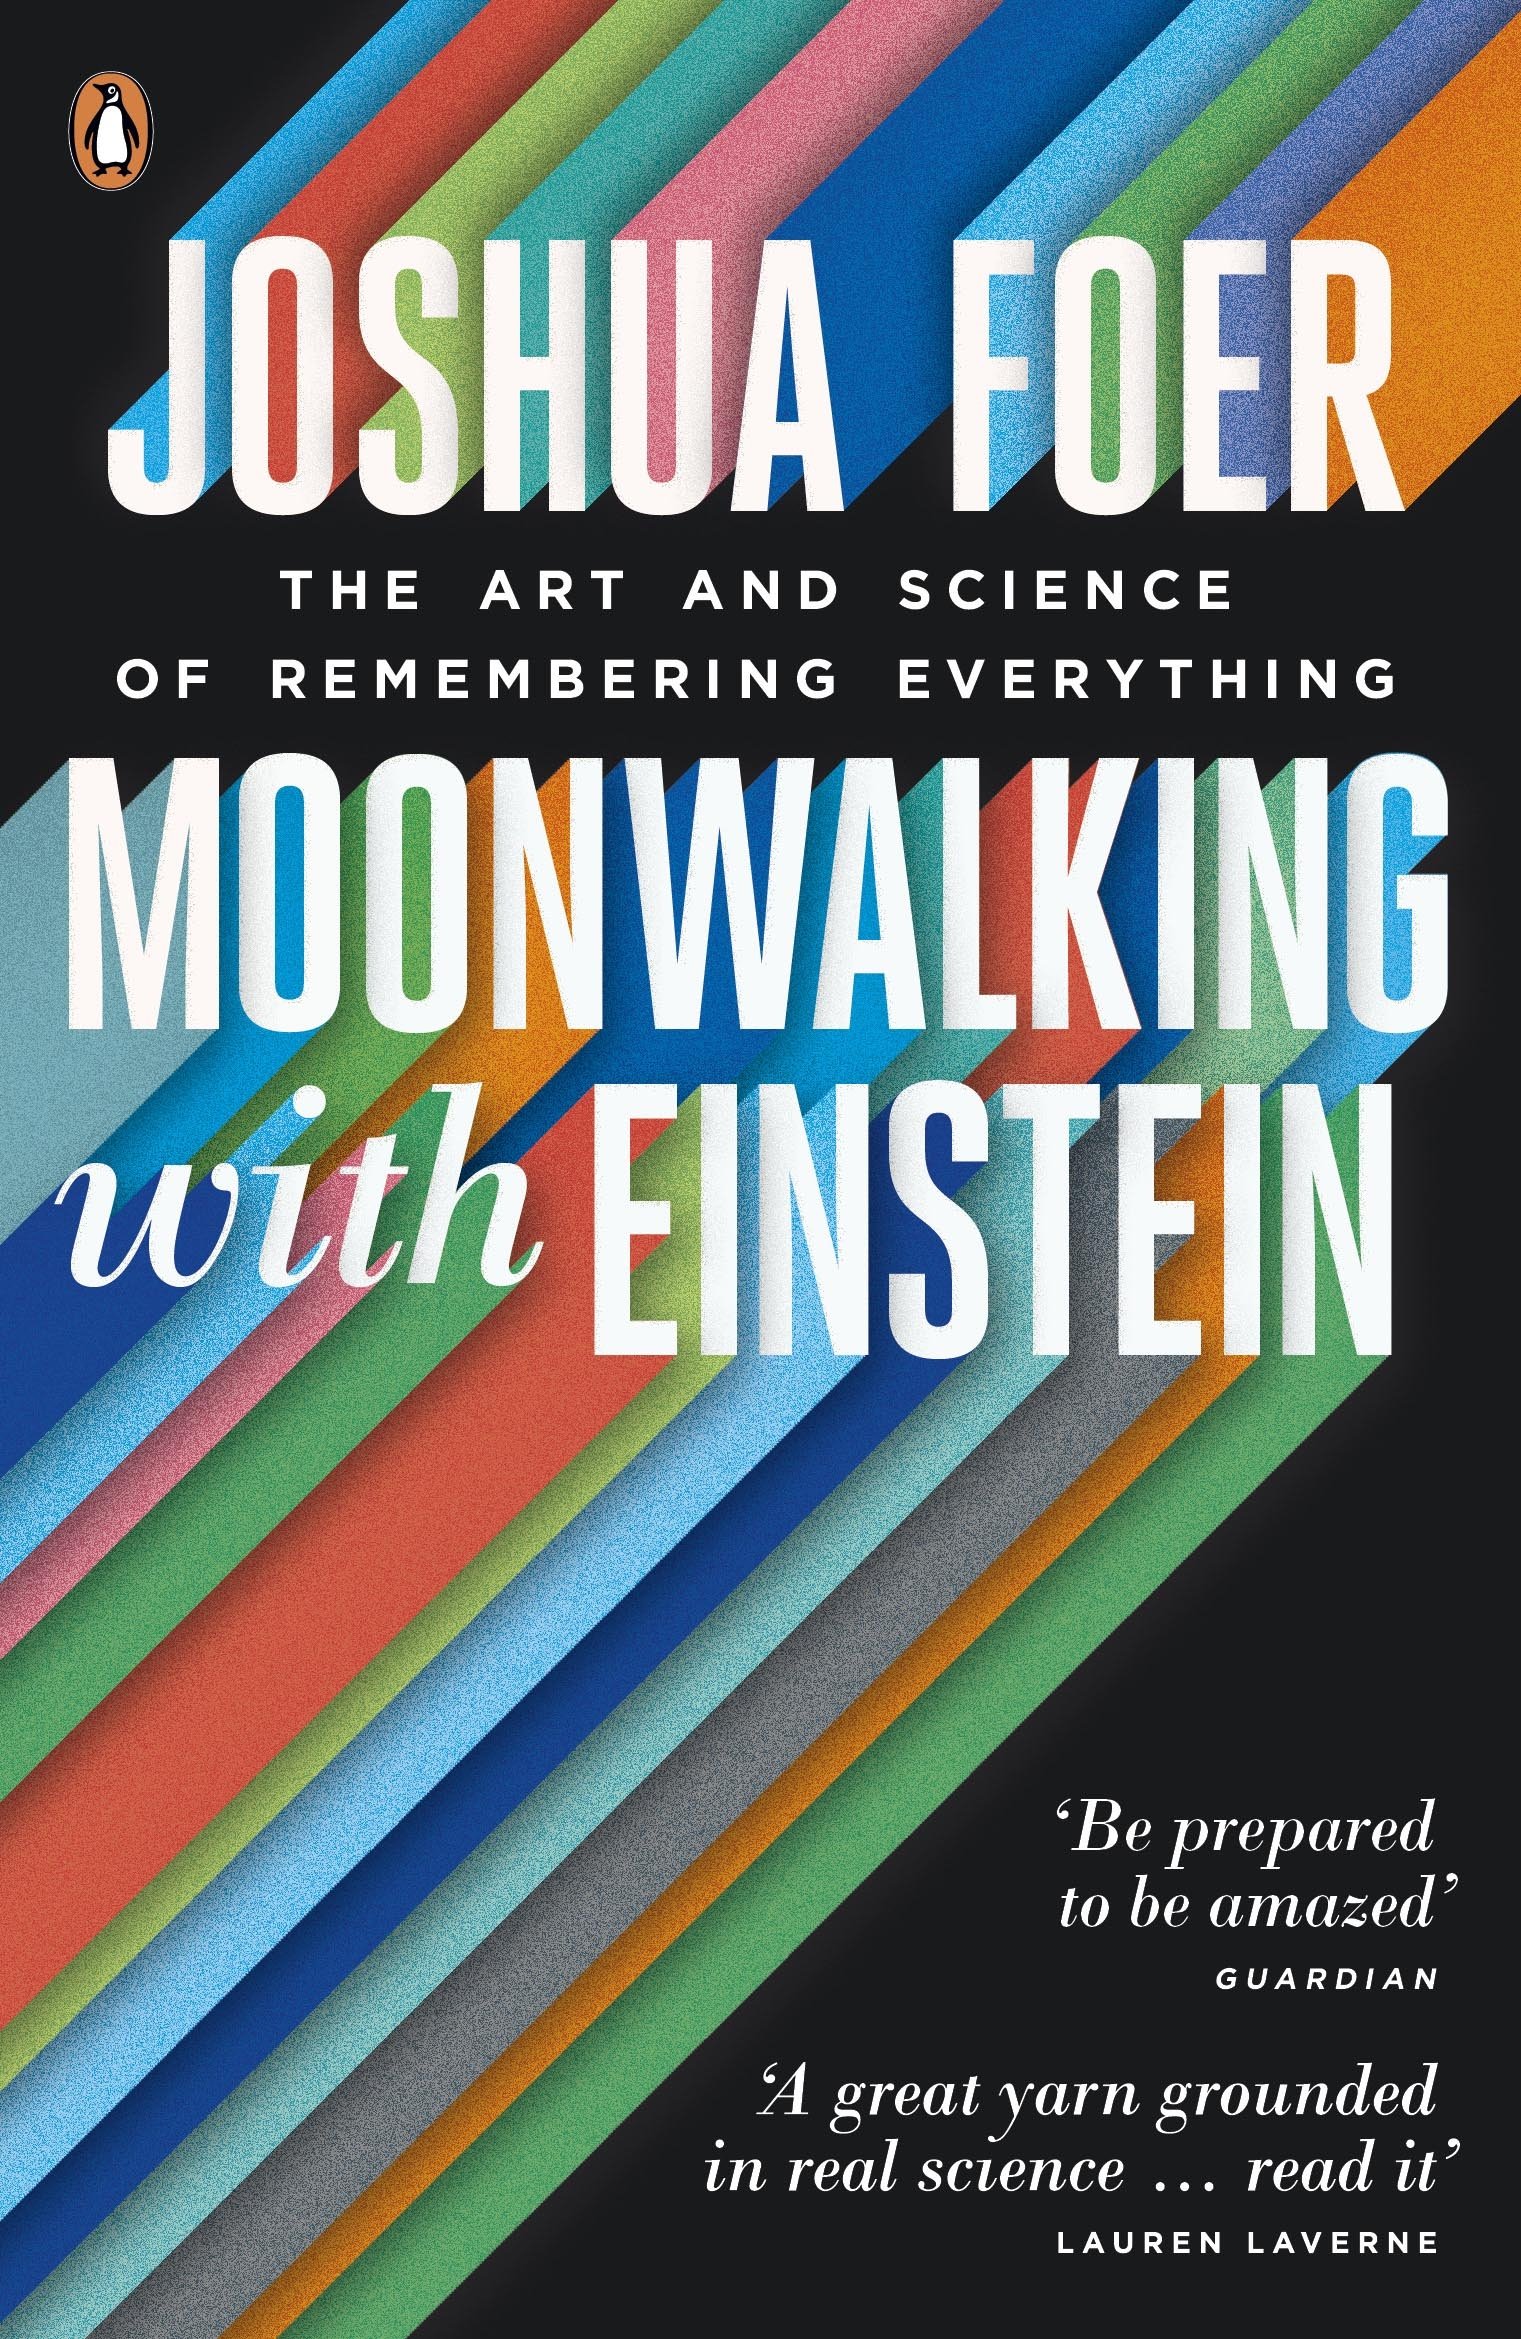 JOSHUA FOER
THE ART AND SCIENCE
OF REMEMBERING EVERYTHING
MOONWALKING
with EINSTEIN
‘Be prepared
to be amazed’
GUARDIAN
‘A great yarn grounded
in real science ... read it’
LAUREN LAVERNE